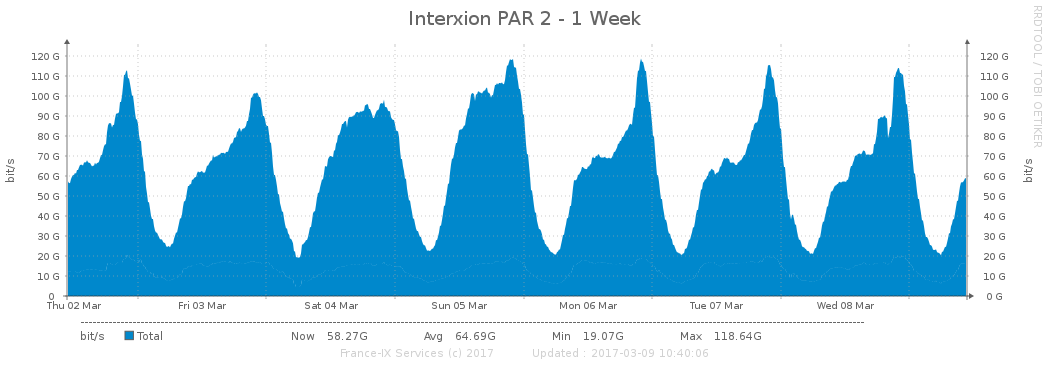 Interxion PAR 2 - 1 Week
RRDTOOL / TOBI OETIKER
bit/s
120 G 120 G
110 G 110 G
100 G 100 G
90 G 90 G
80 G 80 G
70 G 70 G
60 G 60 G
50 G 50 G
40 G 40 G
30 G 30 G
20 G 20 G
10 G 10 G
0 0 G
bit/s
Thu 02 Mar Fri 03 Mar Sat 04 Mar Sun 05 Mar Mon 06 Mar Tue 07 Mar Wed 08 Mar
bit/s Total Now 58.27G Avg 64.69G Min 19.07G Max 118.64G
France-IX Services (c) 2017 Updated : 2017-03-09 10:40:06